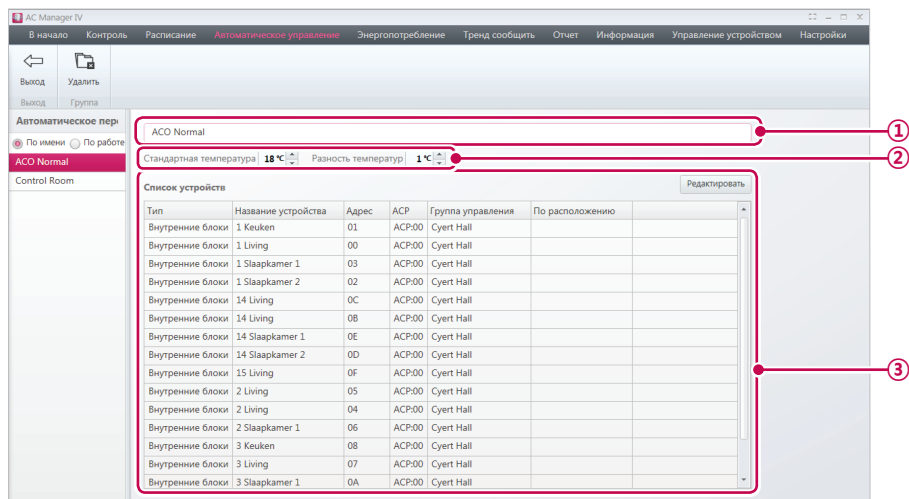 AC Manager IV
В начало Контроль Расписание Автоматическое управление Энергопотребление Тренд сообщить Отчет Информация Управление устройством Настройки
Выход Удалить
Выход Группа
Автоматическое пер
По имени По работе
ACO Normal
Control Room
ACO Normal
①
Стандартная температура 18 ℃ Разность температур 1 ℃
②
Список устройств Редактировать
Тип Название устройства Адрес ACP Группа управления По расположению
Внутренние блоки 1 Keuken 01 ACP:00 Cyert Hall
Внутренние блоки 1 Living 00 ACP:00 Cyert Hall
Внутренние блоки 1 Slaapkamer 1 03 ACP:00 Cyert Hall
Внутренние блоки 1 Slaapkamer 2 02 ACP:00 Cyert Hall
Внутренние блоки 14 Living 0C ACP:00 Cyert Hall
Внутренние блоки 14 Living 0B ACP:00 Cyert Hall
Внутренние блоки 14 Slaapkamer 1 0E ACP:00 Cyert Hall
Внутренние блоки 14 Slaapkamer 2 0D ACP:00 Cyert Hall
Внутренние блоки 15 Living 0F ACP:00 Cyert Hall
Внутренние блоки 2 Living 05 ACP:00 Cyert Hall
Внутренние блоки 2 Living 04 ACP:00 Cyert Hall
Внутренние блоки 2 Slaapkamer 1 06 ACP:00 Cyert Hall
Внутренние блоки 3 Keuken 08 ACP:00 Cyert Hall
Внутренние блоки 3 Living 07 ACP:00 Cyert Hall
Внутренние блоки 3 Slaapkamer 1 0A ACP:00 Cyert Hall
③